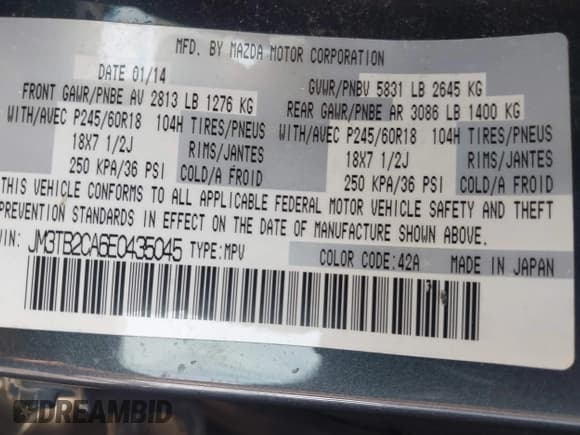 MFD. BY MAZDA MOTOR CORPORATION
DATE 01/14
GVWR/PNBV 5831 LB 2645 KG
FRONT GAWR/PNBE AV 2813 LB 1276 KG
REAR GAWR/PNBE AR 3086 LB 1400 KG
WITH/AVEC P245/60R18 104H TIRES/PNEUS
WITH/AVEC P245/60R18 104H TIRES/PNEUS
18X7 1/2J RIMS/JANTES
18X7 1/2J RIMS/JANTES
250 KPA/36 PSI COLD/A FROID
250 KPA/36 PSI COLD/A FROID
THIS VEHICLE CONFORMS TO ALL APPLICABLE FEDERAL MOTOR VEHICLE SAFETY AND THEFT
PREVENTION STANDARDS IN EFFECT ON THE DATE OF MANUFACTURE SHOWN ABOVE.
VIN: JM3TB2CA6E0435045 TYPE:MPV
COLOR CODE:42A MADE IN JAPAN
DREAMBID